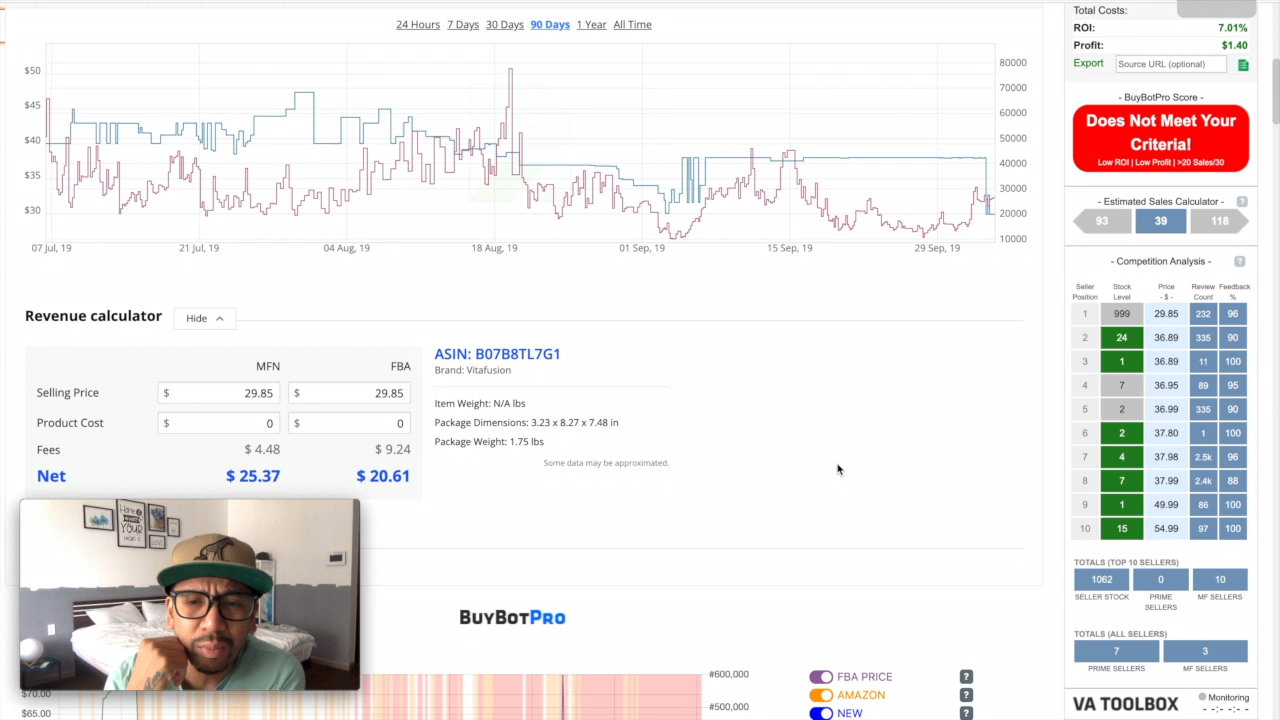 24 Hours 7 Days 30 Days 90 Days 1 Year All Time
$50
$45
$40
$35
$30
80000
70000
60000
50000
40000
30000
20000
10000
07 Jul, 19 21 Jul, 19 04 Aug, 19 18 Aug, 19 01 Sep, 19 15 Sep, 19 29 Sep, 19
Revenue calculator Hide
MFN FBA
Selling Price $ 29.85 $ 29.85
Product Cost $ 0 $ 0
Fees $ 4.48 $ 9.24
Net $ 25.37 $ 20.61
ASIN: B07B8TL7G1
Brand: Vitafusion
Item Weight: N/A lbs
Package Dimensions: 3.23 x 8.27 x 7.48 in
Package Weight: 1.75 lbs
Some data may be approximated.
BUYBOTPRO
$70.00
$65.00
#600,000
#500,000
FBA PRICE ?
AMAZON ?
NEW ?
Total Costs:
ROI: 7.01%
Profit: $1.40
Export Source URL (optional)
- BuyBotPro Score -
Does Not Meet Your
Criteria!
Low ROI | Low Profit | >20 Sales/30
- Estimated Sales Calculator - ?
93 39 118
- Competition Analysis - ?
Seller Stock Price Review Feedback
Position Level - $ - Count %
1 999 29.85 232 96
2 24 36.89 335 90
3 1 36.89 11 100
4 7 36.95 89 95
5 2 36.99 335 90
6 2 37.80 1 100
7 4 37.98 2.5k 96
8 7 37.99 2.4k 88
9 1 49.99 86 100
10 15 54.99 97 100
TOTALS (TOP 10 SELLERS)
1062 0 10
SELLER STOCK PRIME MF SELLERS
SELLERS
TOTALS (ALL SELLERS)
7 3
PRIME SELLERS MF SELLERS
VA TOOLBOX Monitoring
- -:- -:- -